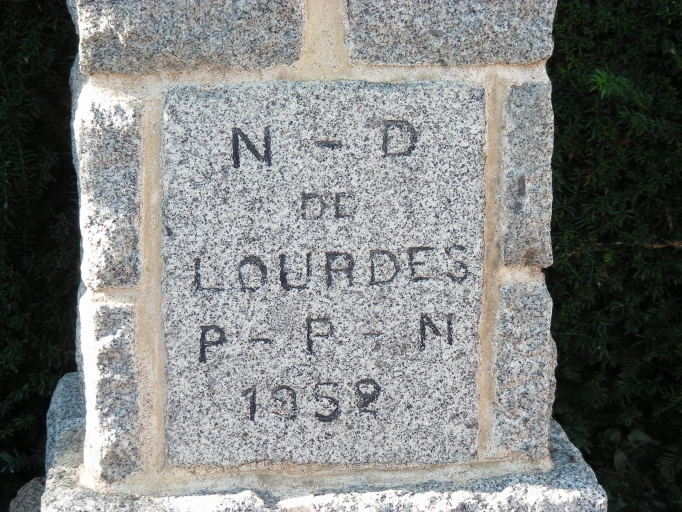 N - D
DE
LOURDES
P - P - N
1952